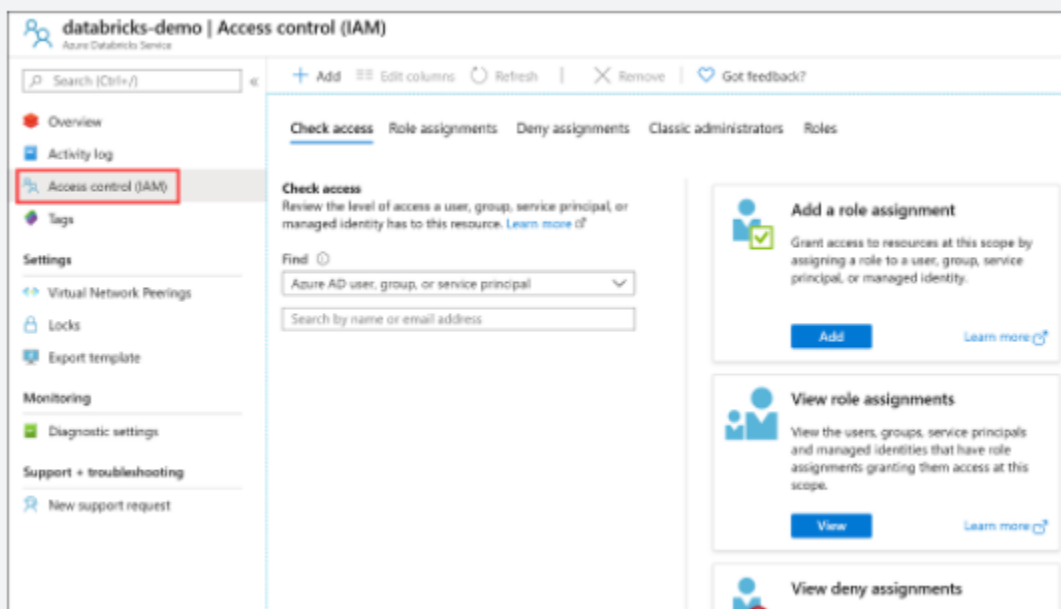 databricks-demo | Access control (IAM)
Azure Databricks Service
Search (Ctrl+/)
«
Add
Edit columns
Refresh
Remove
Got feedback?
Overview
Activity log
Access control (IAM)
Tags
Settings
Virtual Network Peerings
Locks
Export template
Monitoring
Diagnostic settings
Support + troubleshooting
New support request
Check access
Role assignments
Deny assignments
Classic administrators
Roles
Check access
Review the level of access a user, group, service principal, or
managed identity has to this resource. Learn more
Find
Azure AD user, group, or service principal
Search by name or email address
Add a role assignment
Grant access to resources at this scope by
assigning a role to a user, group, service
principal, or managed identity.
Add
Learn more
View role assignments
View the users, groups, service principals
and managed identities that have role
assignments granting them access at this
scope.
View
Learn more
View deny assignments